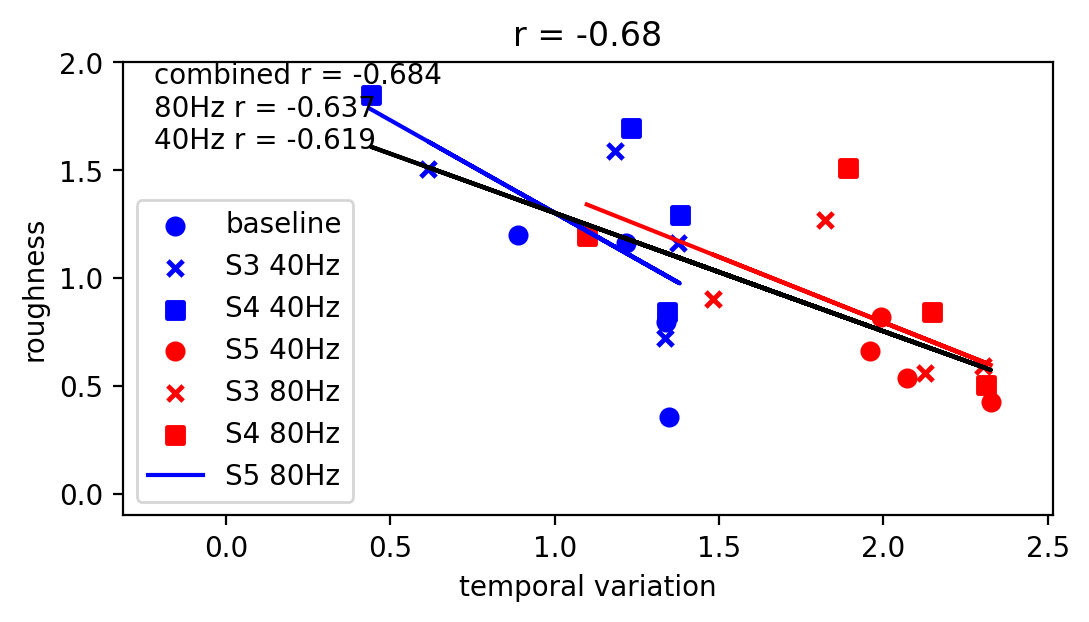 r = -0.68
combined r = -0.684
80Hz r = -0.637
40Hz r = -0.619
baseline
S3 40Hz
S4 40Hz
S5 40Hz
S3 80Hz
S4 80Hz
S5 80Hz
2.0
1.5
1.0
0.5
0.0
roughness
0.0 0.5 1.0 1.5 2.0 2.5
temporal variation